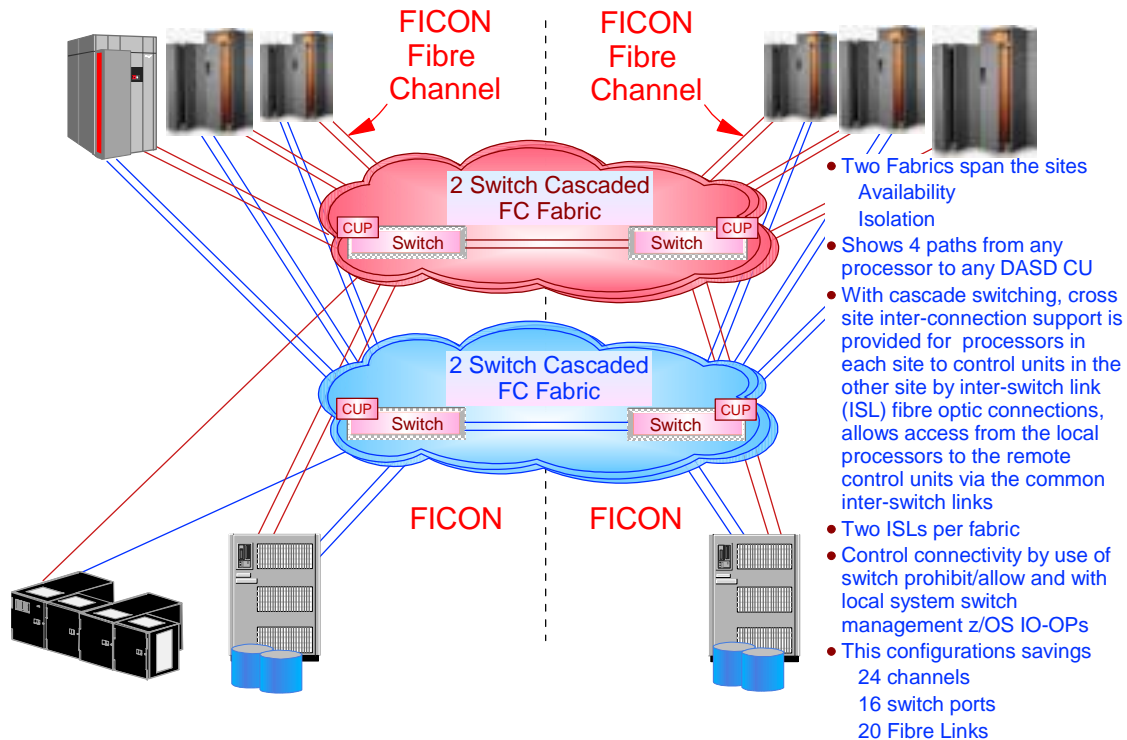 FICON
Fibre
Channel
FICON
Fibre
Channel
2 Switch Cascaded
FC Fabric
CUP
Switch
CUP
Switch
2 Switch Cascaded
FC Fabric
CUP
Switch
CUP
Switch
FICON
FICON
Two Fabrics span the sites
Availability
Isolation
Shows 4 paths from any
processor to any DASD CU
With cascade switching, cross
site inter-connection support is
provided for  processors in
each site to control units in the
other site by inter-switch link
(ISL) fibre optic connections,
allows access from the local
processors to the remote
control units via the common
inter-switch links
Two ISLs per fabric
Control connectivity by use of
switch prohibit/allow and with
local system switch
management z/OS IO-OPs
This configurations savings
24 channels
16 switch ports
20 Fibre Links